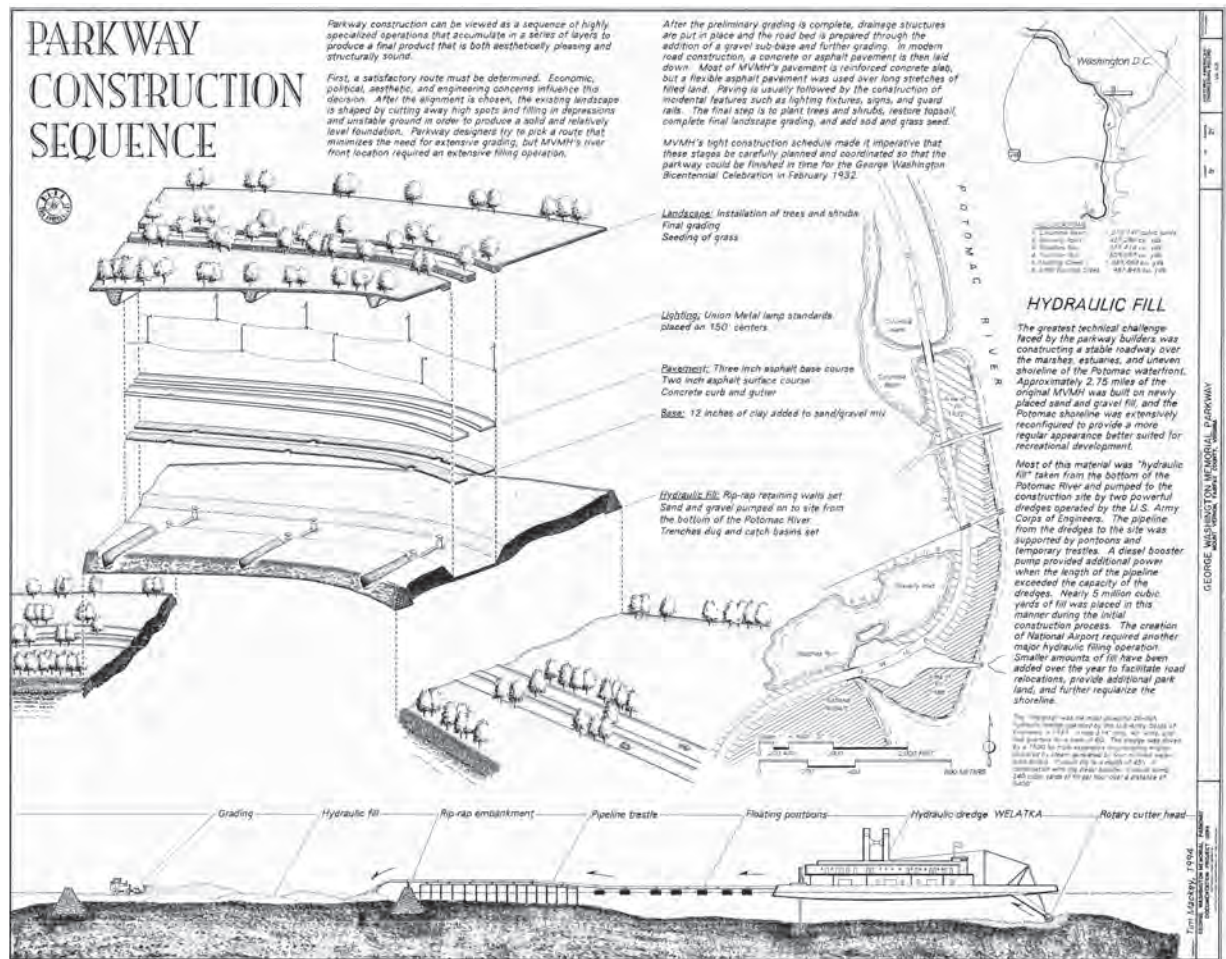 PARKWAY
CONSTRUCTION
SEQUENCE
Parkway construction can be viewed as a sequence of highly
specialized operations that accumulate in a series of layers to
produce a final product that is both aesthetically pleasing and
structurally sound.
First, a satisfactory route must be determined. Economic,
political, aesthetic, and engineering concerns influence this
decision. After the alignment is chosen, the existing landscape
is shaped by cutting away high spots and filling in depressions
and unstable ground in order to produce a solid and relatively
level foundation. Parkway designers try to pick a route that
minimizes the need for extensive grading, but MVMH's river
front location required an extensive filling operation.
After the preliminary grading is complete, drainage structures
are put in place and the road bed is prepared through the
addition of a gravel sub-base and further grading. In modern
road construction, a concrete or asphalt pavement is then laid
down. Most of MVMH's pavement is reinforced concrete slab,
but a flexible asphalt pavement was used over long stretches of
filled land. Paving is usually followed by the construction of
incidental features such as lighting fixtures, signs, and guard
rails. The final step is to plant trees and shrubs, restore topsoil,
complete final landscape grading, and add sod and grass seed.
MVMH's tight construction schedule made it imperative that
these stages be carefully planned and coordinated so that the
parkway could be finished in time for the George Washington
Bicentennial Celebration in February 1932.
Landscape: Installation of trees and shrubs
Final grading
Seeding of grass
Lighting: Union Metal lamp standards
placed on 150' centers
Pavement: Three inch asphalt base course
Two inch asphalt surface course
Concrete curb and gutter
Base: 12 inches of clay added to sand/gravel mix
Hydraulic Fill: Rip-rap retaining walls set
Sand and gravel pumped on to site from
the bottom of the Potomac River
Trenches dug and catch basins set
POTOMAC RIVER
Washington D.C.
HYDRAULIC FILL
The greatest technical challenge
faced by the parkway builders was
constructing a stable roadway over
the marshes, estuaries, and uneven
shoreline of the Potomac waterfront.
Approximately 2.75 miles of the
original MVMH was built on newly
placed sand and gravel fill, and the
Potomac shoreline was extensively
reconfigured to provide a more
regular appearance better suited for
recreational development.
Most of this material was "hydraulic
fill" taken from the bottom of the
Potomac River and pumped to the
construction site by two powerful
dredges operated by the U.S. Army
Corps of Engineers. The pipeline
from the dredges to the site was
supported by pontoons and
temporary trestles. A diesel booster
pump provided additional power
when the length of the pipeline
exceeded the capacity of the
dredges. Nearly 5 million cubic
yards of fill was placed in this
manner during the initial
construction process. The creation
of National Airport required another
major hydraulic filling operation.
Smaller amounts of fill have been
added over the year to facilitate road
relocations, provide additional park
land, and further regularize the
shoreline.
Grading
Hydraulic fill
Rip-rap embankment
Pipeline trestle
Floating pontoons
Hydraulic dredge WELATKA
Rotary cutter head
Tim Mackey, 1994
GEORGE WASHINGTON MEMORIAL PARKWAY